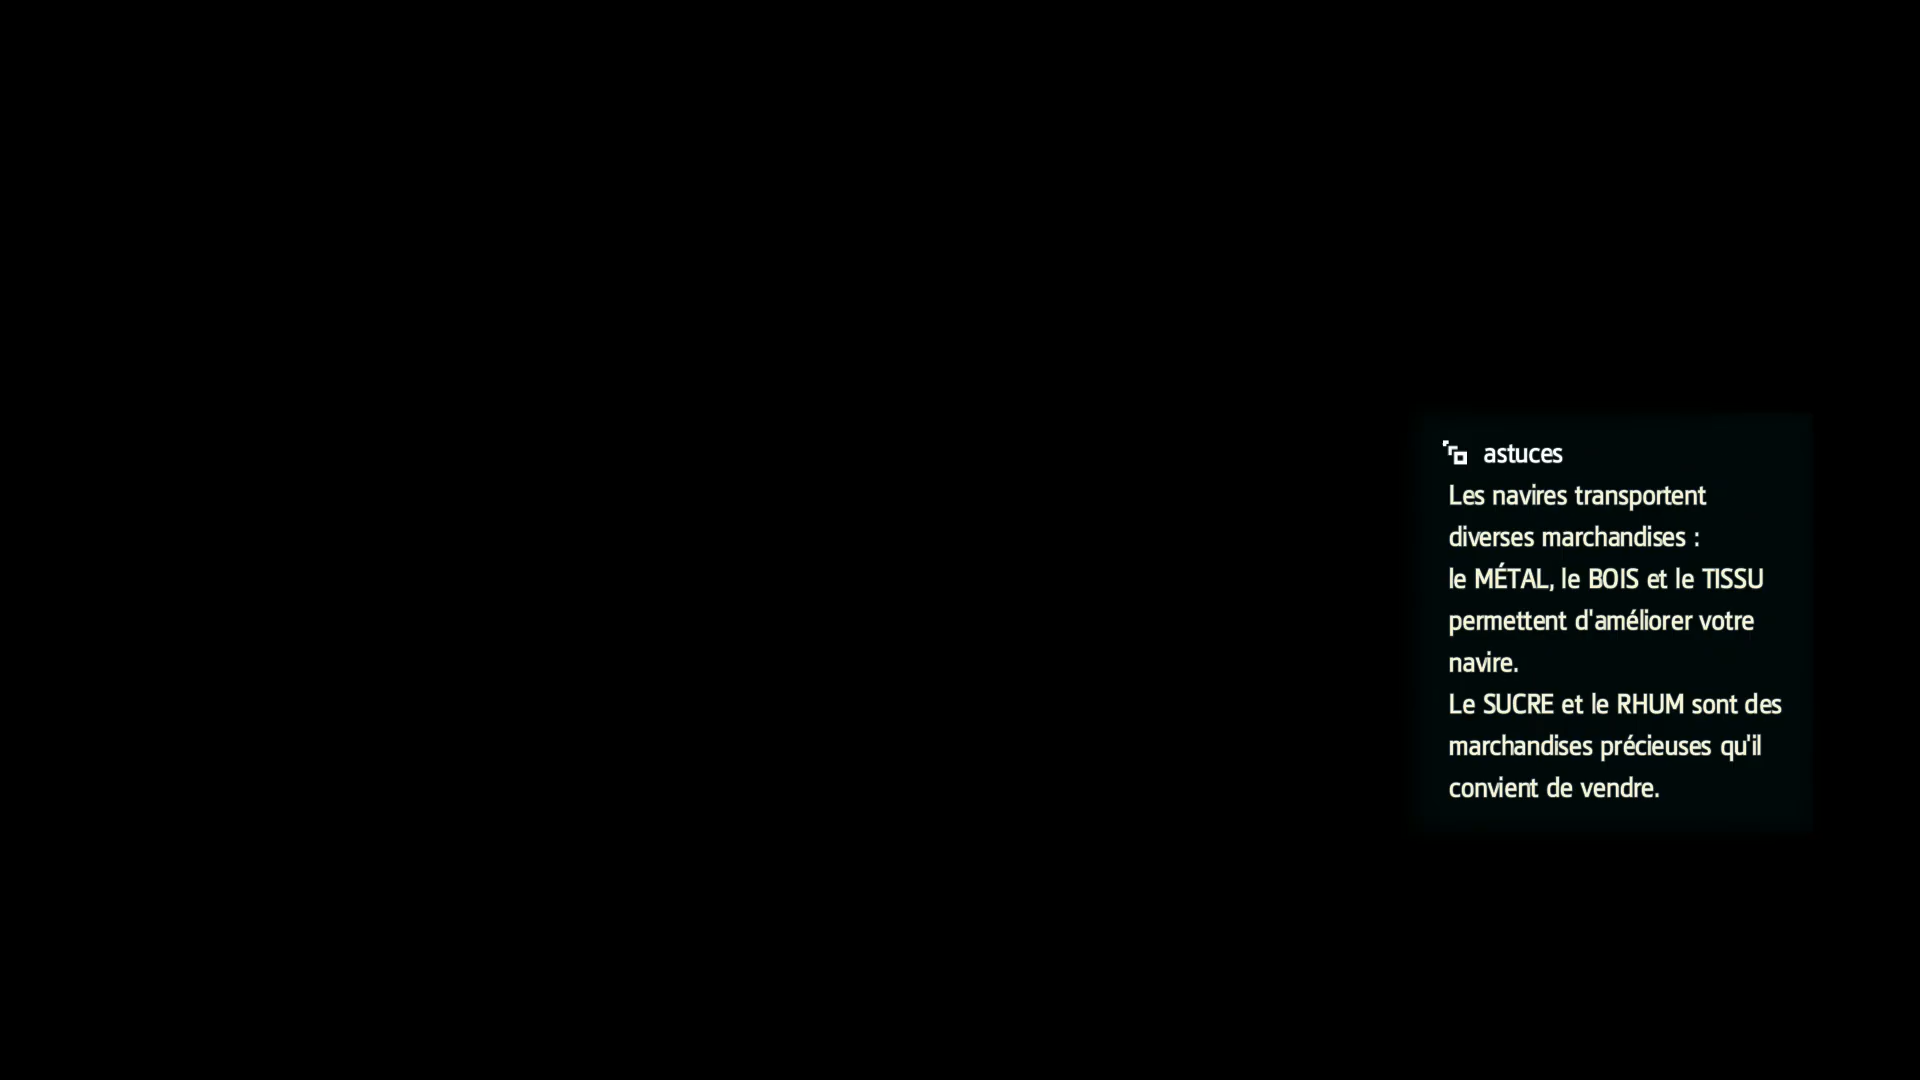 astuces
Les navires transportent
diverses marchandises :
le MÉTAL, le BOIS et le TISSU
permettent d'améliorer votre
navire.
Le SUCRE et le RHUM sont des
marchandises précieuses qu'il
convient de vendre.